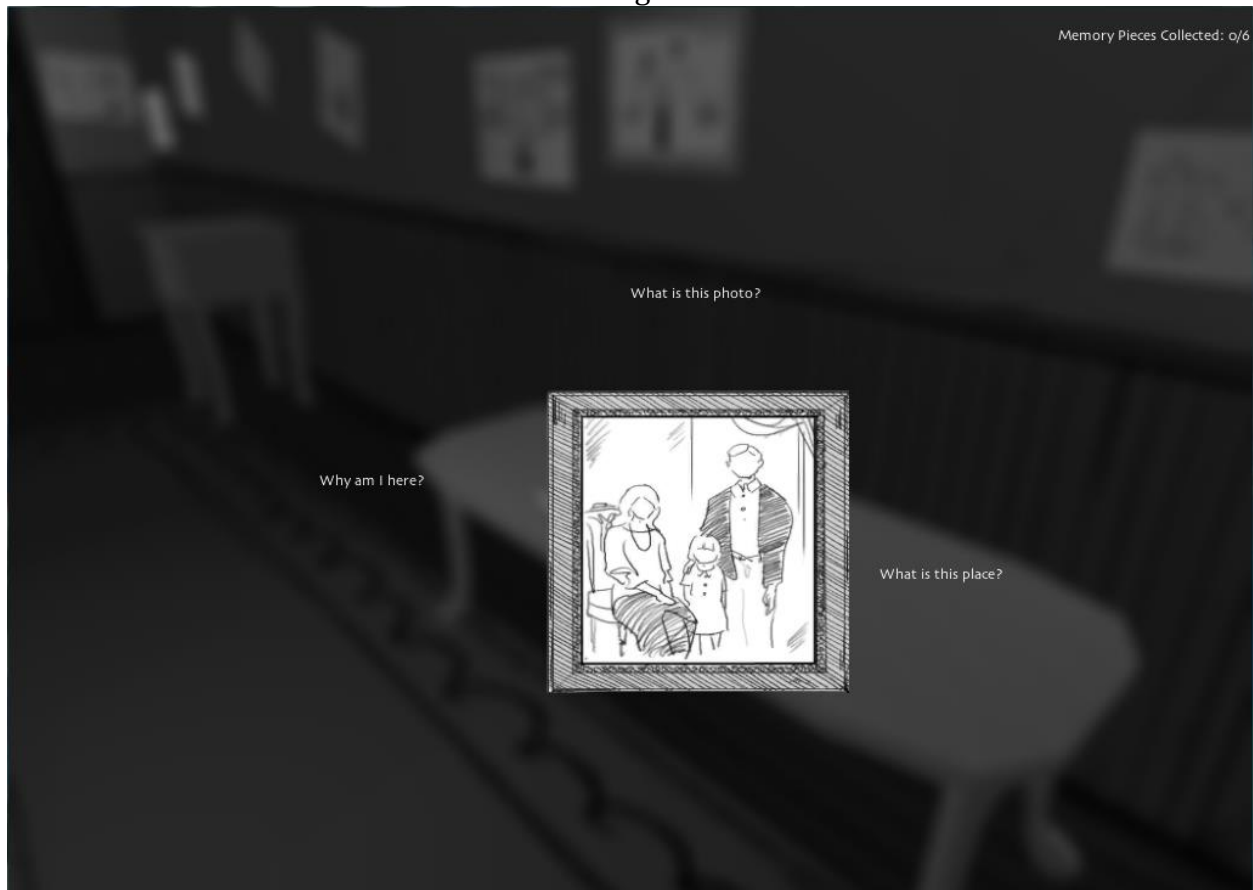 Memory Pieces Collected: 0/6
What is this photo?
Why am I here?
What is this place?